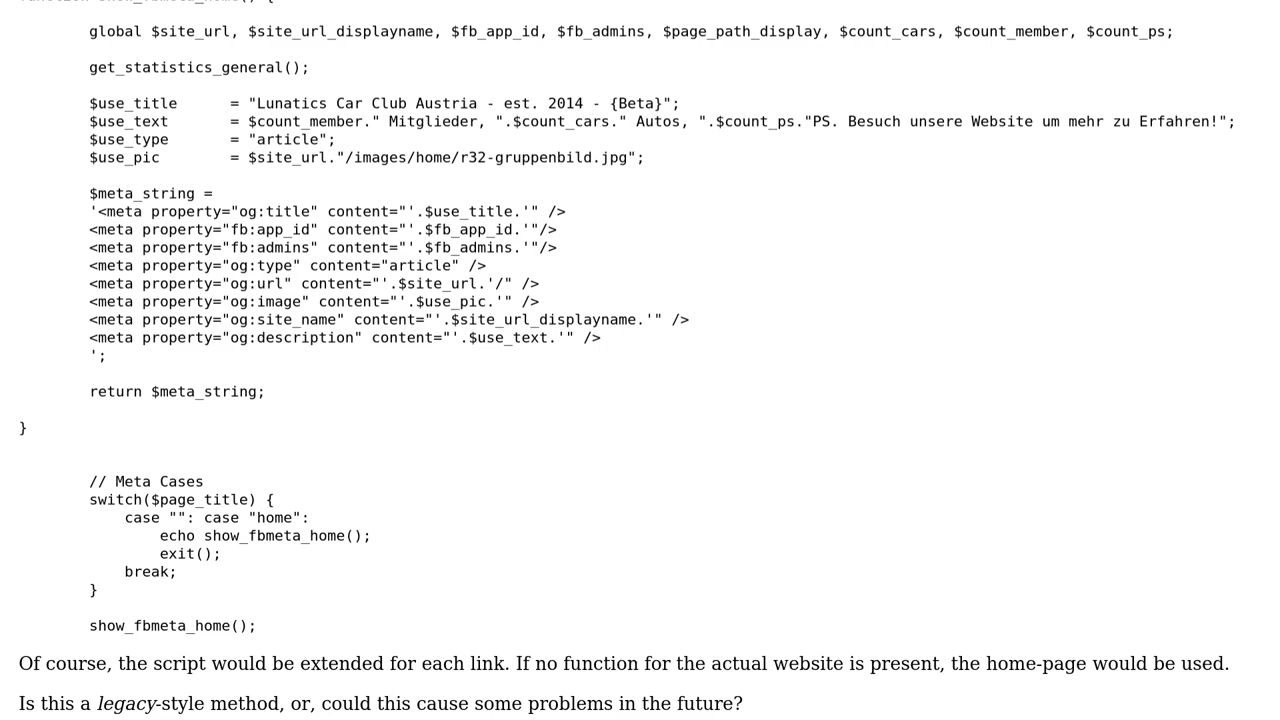 global $site_url, $site_url_displayname, $fb_app_id, $fb_admins, $page_path_display, $count_cars, $count_member, $count_ps;
get_statistics_general();
$use_title      = "Lunatics Car Club Austria - est. 2014 - {Beta}";
$use_text       = $count_member." Mitglieder, ".$count_cars." Autos, ".$count_ps."PS. Besuch unsere Website um mehr zu Erfahren!";
$use_type       = "article";
$use_pic        = $site_url."/images/home/r32-gruppenbild.jpg";
$meta_string =
'<meta property="og:title" content="'.$use_title.'" />
<meta property="fb:app_id" content="'.$fb_app_id.'"/>
<meta property="fb:admins" content="'.$fb_admins.'"/>
<meta property="og:type" content="article" />
<meta property="og:url" content="'.$site_url.'/" />
<meta property="og:image" content="'.$use_pic.'" />
<meta property="og:site_name" content="'.$site_url_displayname.'" />
<meta property="og:description" content="'.$use_text.'" />
';
return $meta_string;
}
// Meta Cases
switch($page_title) {
case "": case "home":
echo show_fbmeta_home();
exit();
break;
}
show_fbmeta_home();
Of course, the script would be extended for each link. If no function for the actual website is present, the home-page would be used.
Is this a legacy-style method, or, could this cause some problems in the future?